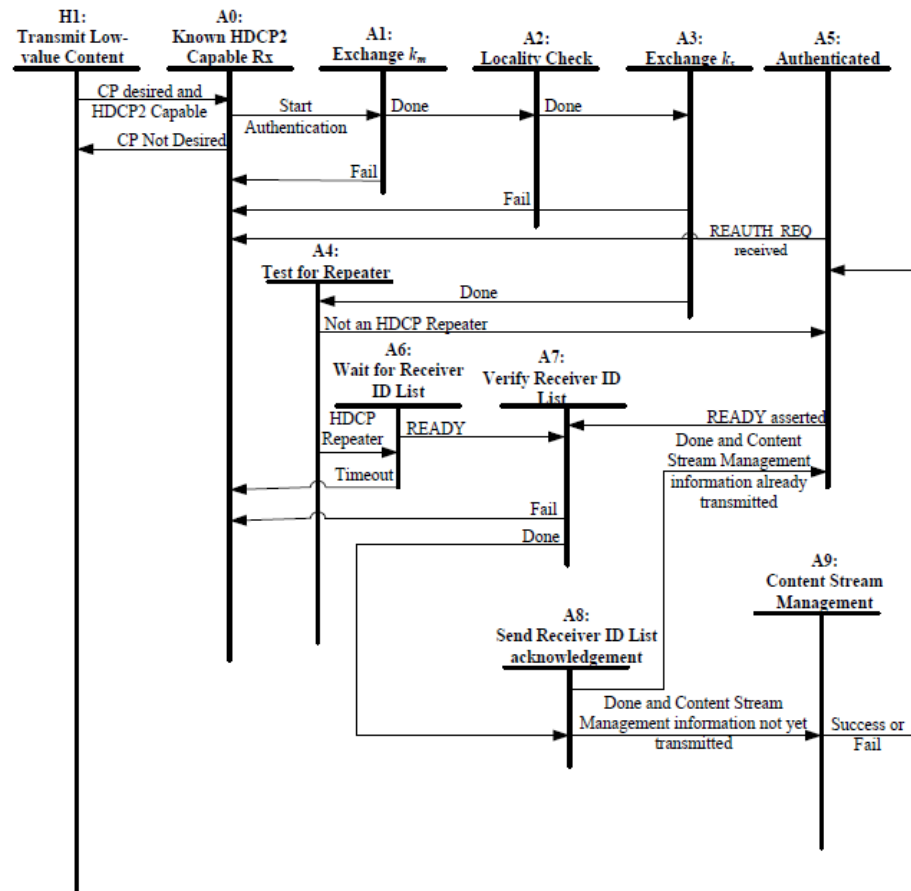 H1:
Transmit Low-
value Content
A0:
Known HDCP2
Capable Rx
A1:
Exchange km
A2:
Locality Check
A3:
Exchange ks
A5:
Authenticated
CP desired and
HDCP2 Capable
Start
Authentication
Done
Done
CP Not Desired
Fail
Fail
REAUTH_REQ
received
A4:
Test for Repeater
Done
Not an HDCP Repeater
A6:
Wait for Receiver
ID List
A7:
Verify Receiver ID
List
HDCP
Repeater
READY
READY asserted
Done and Content
Stream Management
information already
transmitted
Timeout
Fail
Done
A9:
Content Stream
Management
A8:
Send Receiver ID List
acknowledgement
Done and Content Stream
Management information not yet
transmitted
Success or
Fail